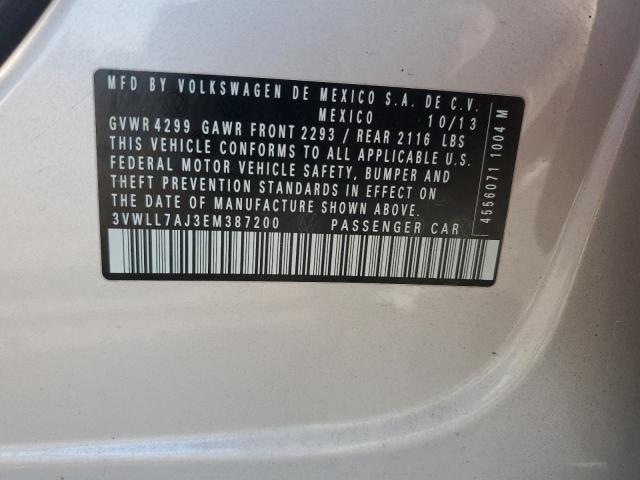 MFD BY VOLKSWAGEN DE MEXICO S.A. DE C.V.
MEXICO 10/13
GVWR 4299 GAWR FRONT 2293 / REAR 2116 LBS
THIS VEHICLE CONFORMS TO ALL APPLICABLE U.S.
FEDERAL MOTOR VEHICLE SAFETY, BUMPER AND
THEFT PREVENTION STANDARDS IN EFFECT ON
THE DATE OF MANUFACTURE SHOWN ABOVE.
3VWLL7AJ3EM387200 PASSENGER CAR
4556071 1004 M